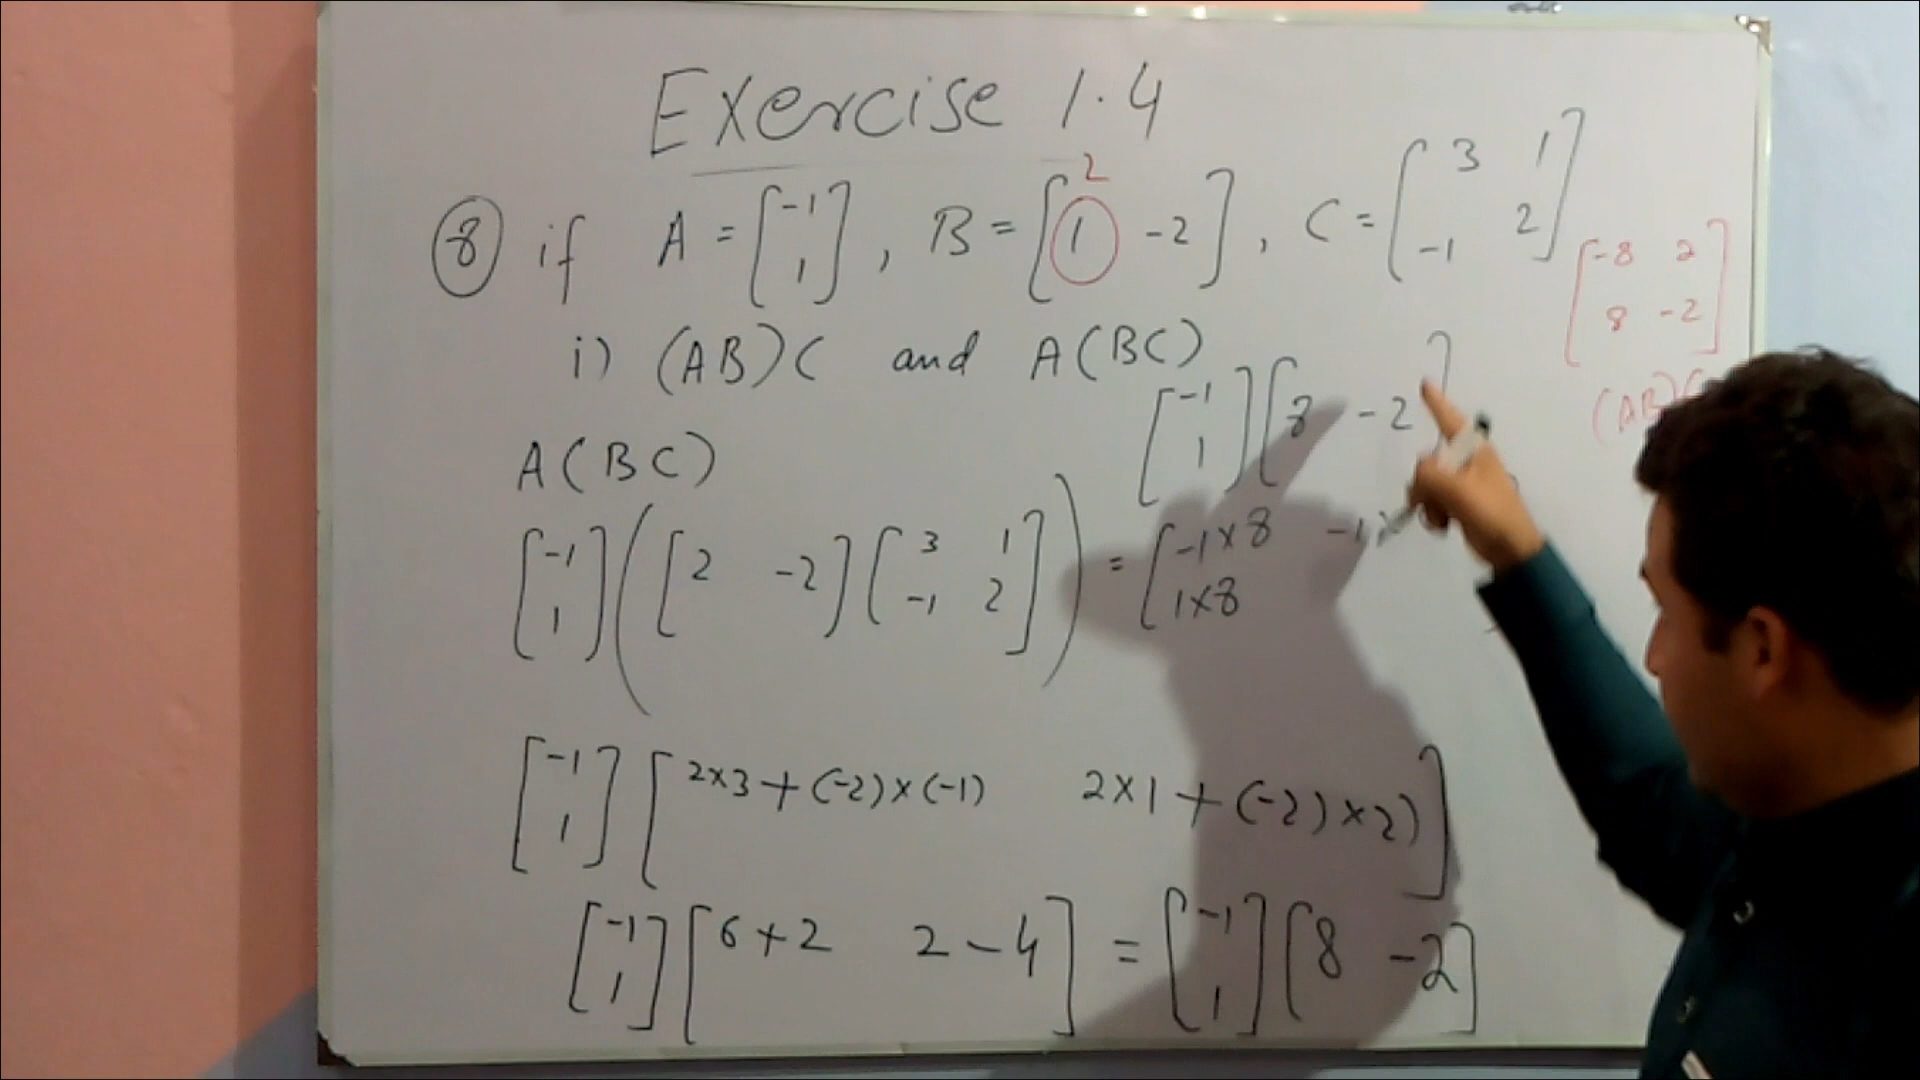 Exercise 1.4
2
⑧ if A = [-1 1], B = [1 -2], C = [3 1 -1 2]
[-8 2 8 -2]
i) (AB)C and A(BC)
(AB)
[-1 1][8 -2]
A(BC)
[-1 1]([2 -2][3 1 -1 2]) = [-1×8 -1× 1×8
[-1 1][2×3+(-2)×(-1) 2×1+(-2)×2)]
[-1 1][6+2 2-4] = [-1 1][8 -2]